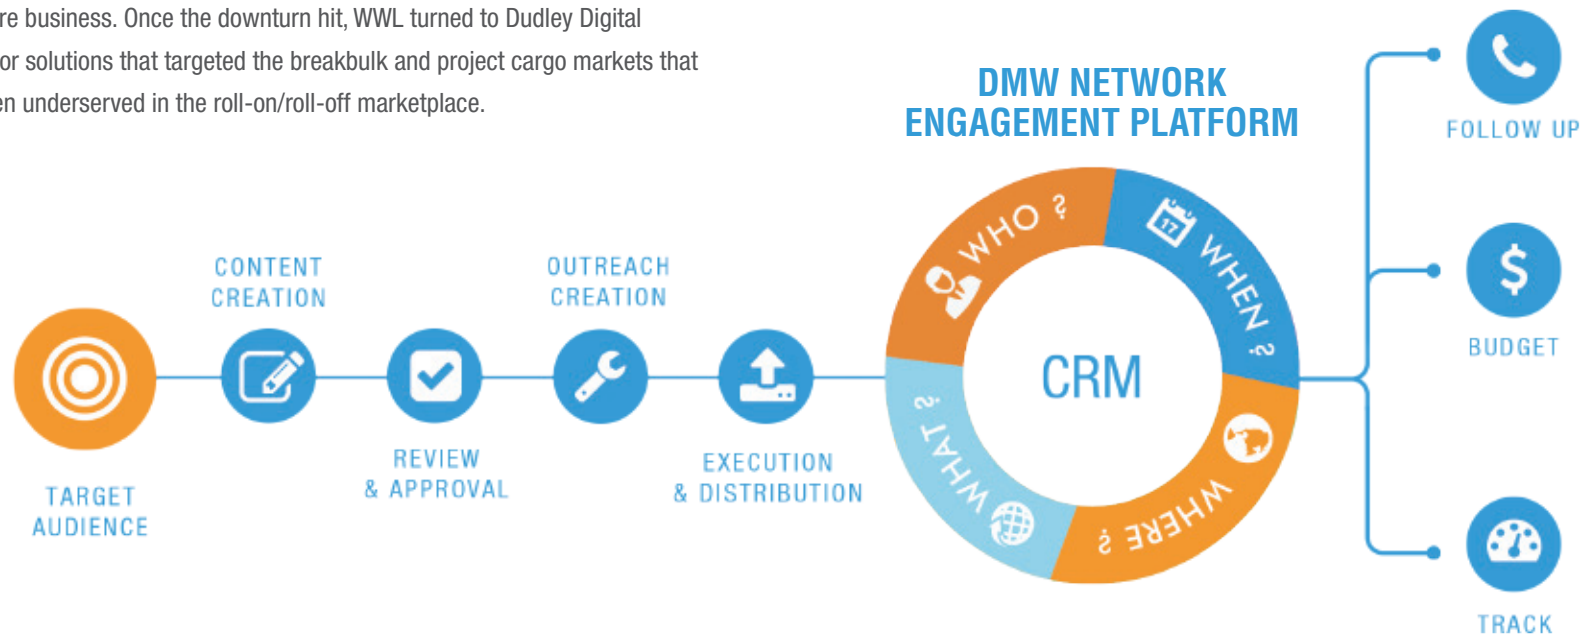 re business. Once the downturn hit, WWL turned to Dudley Digital
or solutions that targeted the breakbulk and project cargo markets that
en underserved in the roll-on/roll-off marketplace.
DMW NETWORK
ENGAGEMENT PLATFORM
CONTENT
CREATION
OUTREACH
CREATION
TARGET
AUDIENCE
REVIEW
& APPROVAL
EXECUTION
& DISTRIBUTION
WHO ?
17
WHEN ?
WHERE ?
WHAT ?
CRM
FOLLOW UP
$
BUDGET
TRACK